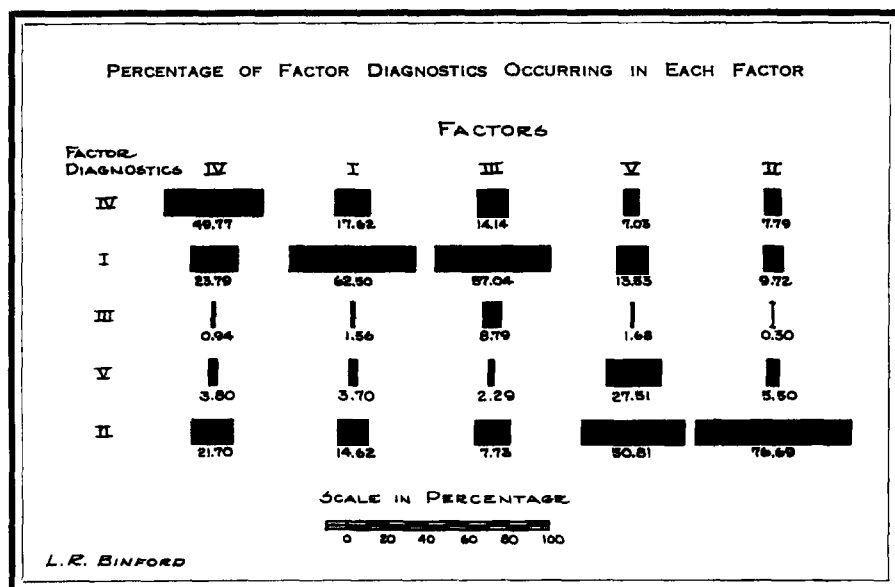 PERCENTAGE OF FACTOR DIAGNOSTICS OCCURRING IN EACH FACTOR
FACTORS
FACTOR
DIAGNOSTICS IV I III V II
IV
49.77 17.62 14.14 7.03 7.79
I
23.79 62.50 57.04 13.53 9.72
III
0.94 1.56 8.79 1.68 0.30
V
3.80 3.70 2.29 27.51 5.50
II
21.70 14.62 7.73 50.81 76.69
SCALE IN PERCENTAGE
0 20 40 60 80 100
L.R. BINFORD